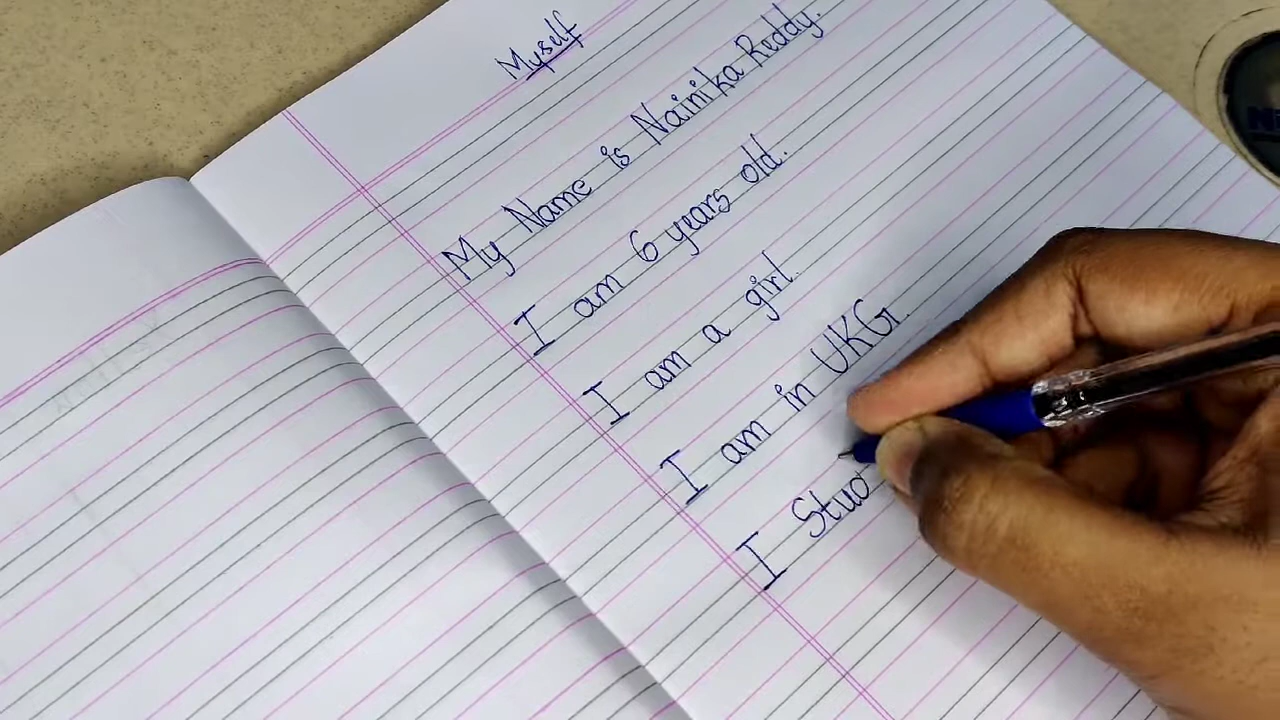 Myself
My Name is Nainika Reddy.
I am 6 years old.
I am a girl.
I am in UKG.
I Stud